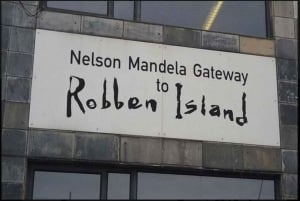 Nelson Mandela Gateway
to
Robben Island